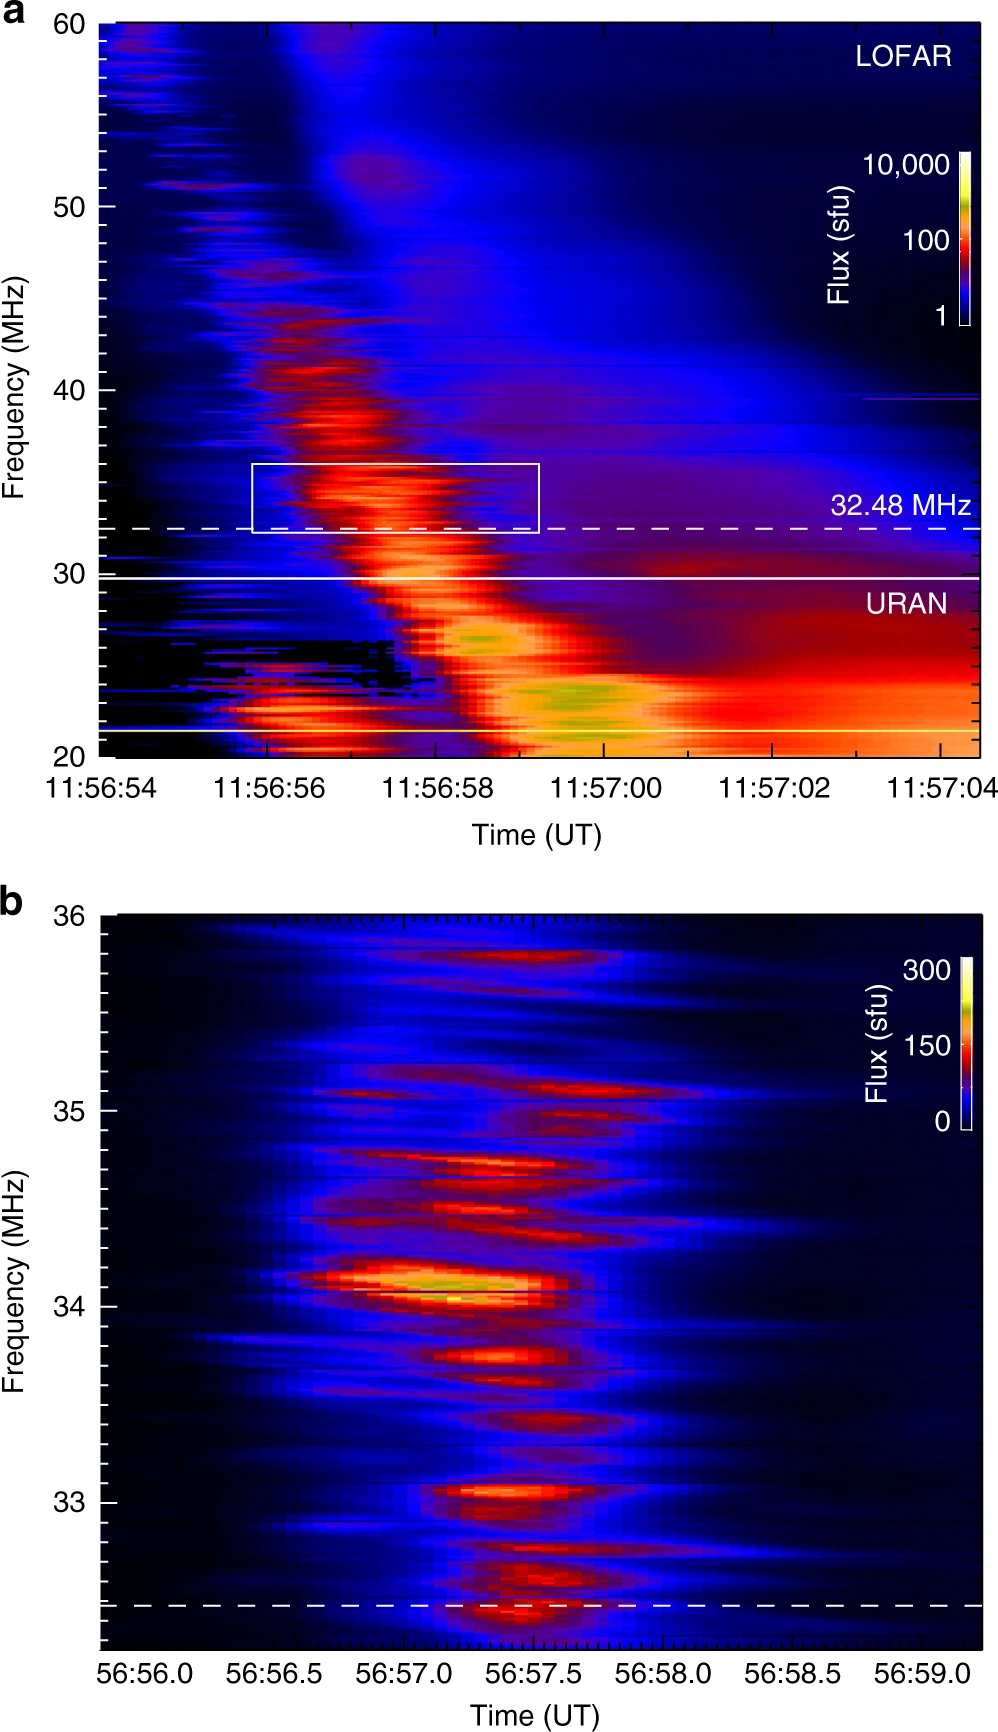 a
60
50
40
30
20
Frequency (MHz)
LOFAR
Flux (sfu)
10,000
100
1
32.48 MHz
URAN
11:56:54 11:56:56 11:56:58 11:57:00 11:57:02 11:57:04
Time (UT)
b
36
35
34
33
Frequency (MHz)
Flux (sfu)
300
150
0
56:56.0 56:56.5 56:57.0 56:57.5 56:58.0 56:58.5 56:59.0
Time (UT)